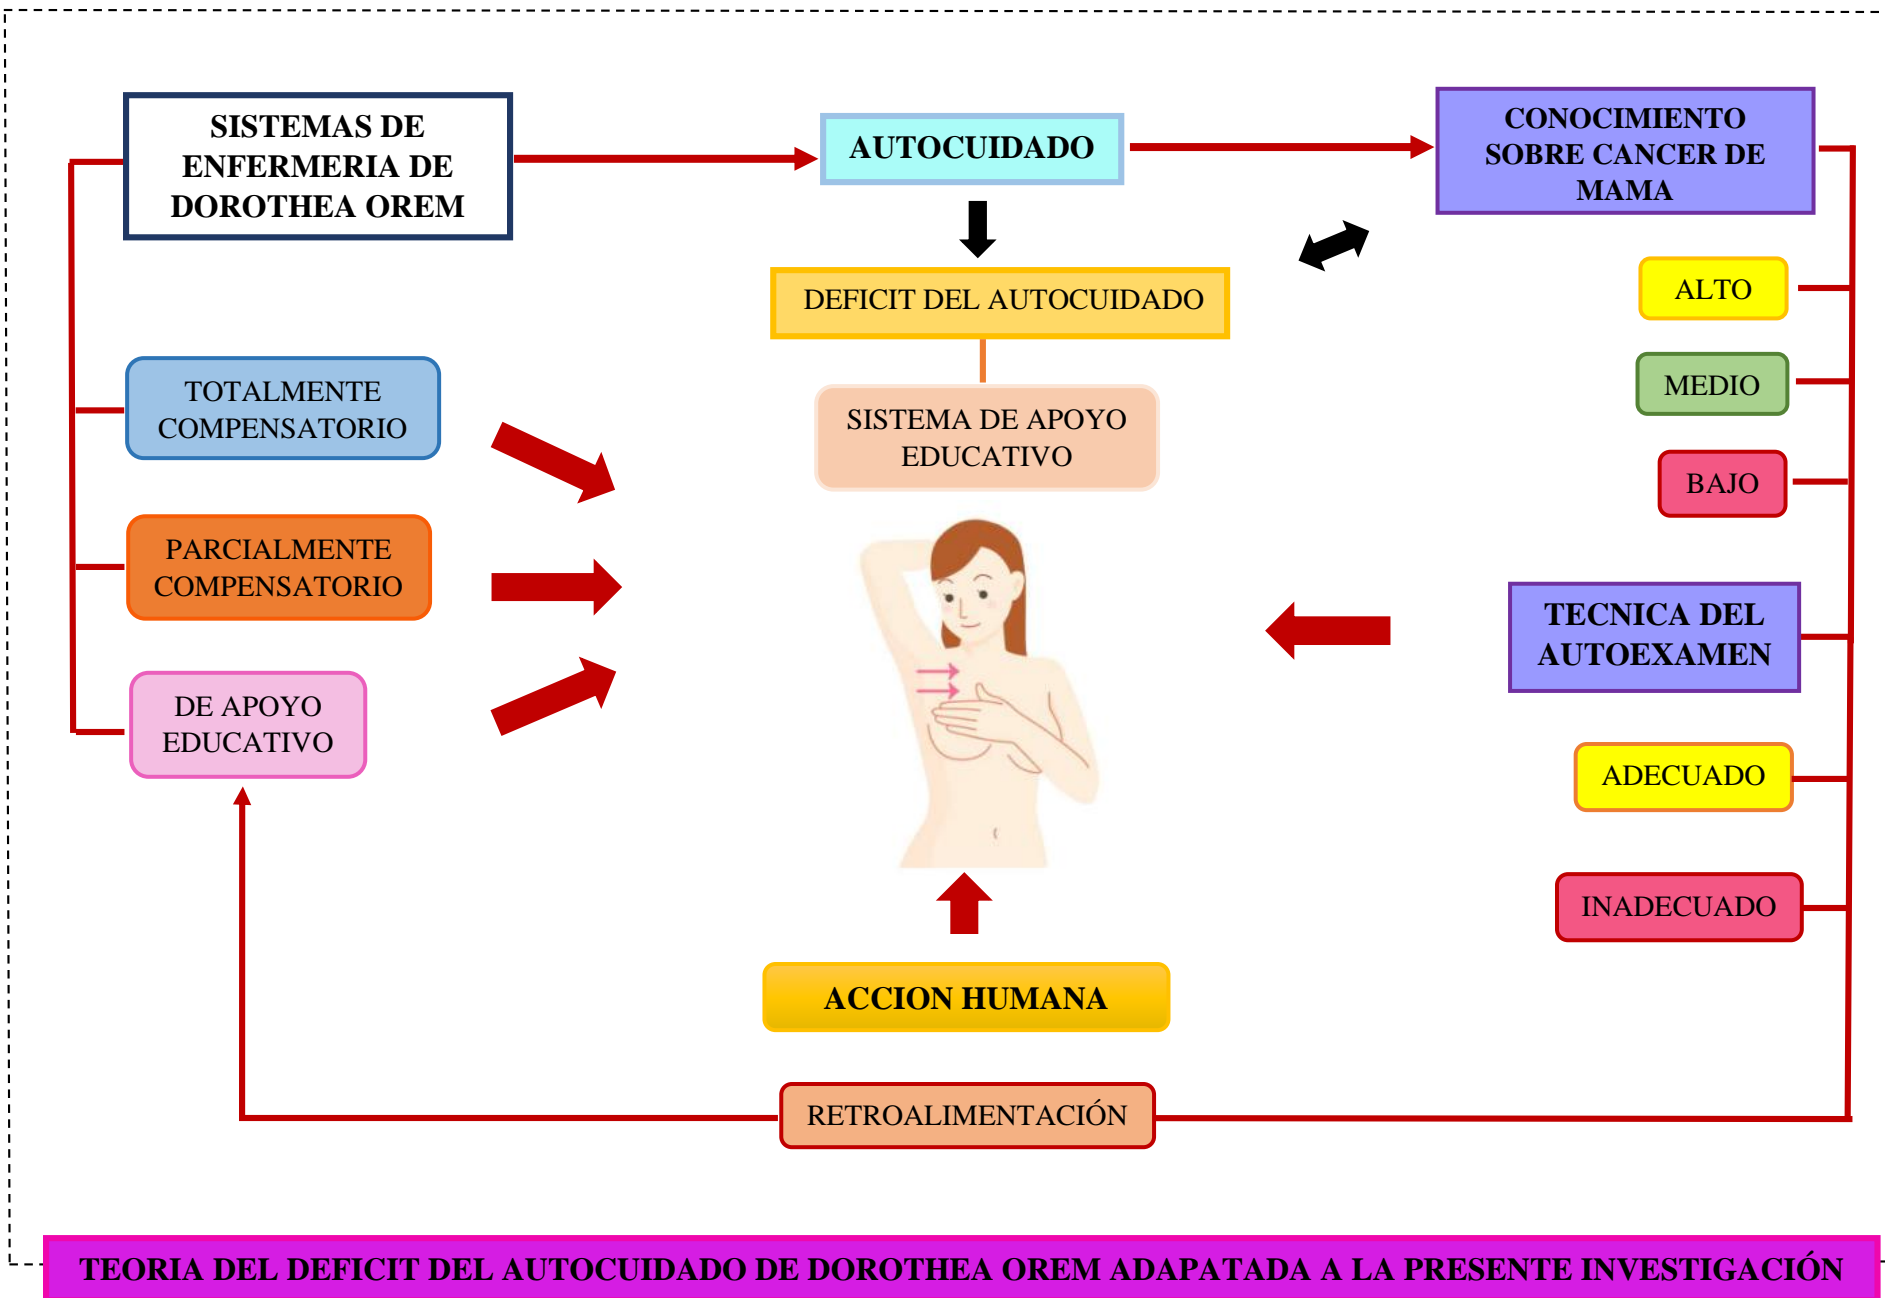 SISTEMAS DE
ENFERMERIA DE
DOROTHEA OREM
AUTOCUIDADO
CONOCIMIENTO
SOBRE CANCER DE
MAMA
DEFICIT DEL AUTOCUIDADO
ALTO
MEDIO
BAJO
TOTALMENTE
COMPENSATORIO
SISTEMA DE APOYO
EDUCATIVO
PARCIALMENTE
COMPENSATORIO
TECNICA DEL
AUTOEXAMEN
DE APOYO
EDUCATIVO
ADECUADO
INADECUADO
ACCION HUMANA
RETROALIMENTACIÓN
TEORIA DEL DEFICIT DEL AUTOCUIDADO DE DOROTHEA OREM ADAPATADA A LA PRESENTE INVESTIGACIÓN